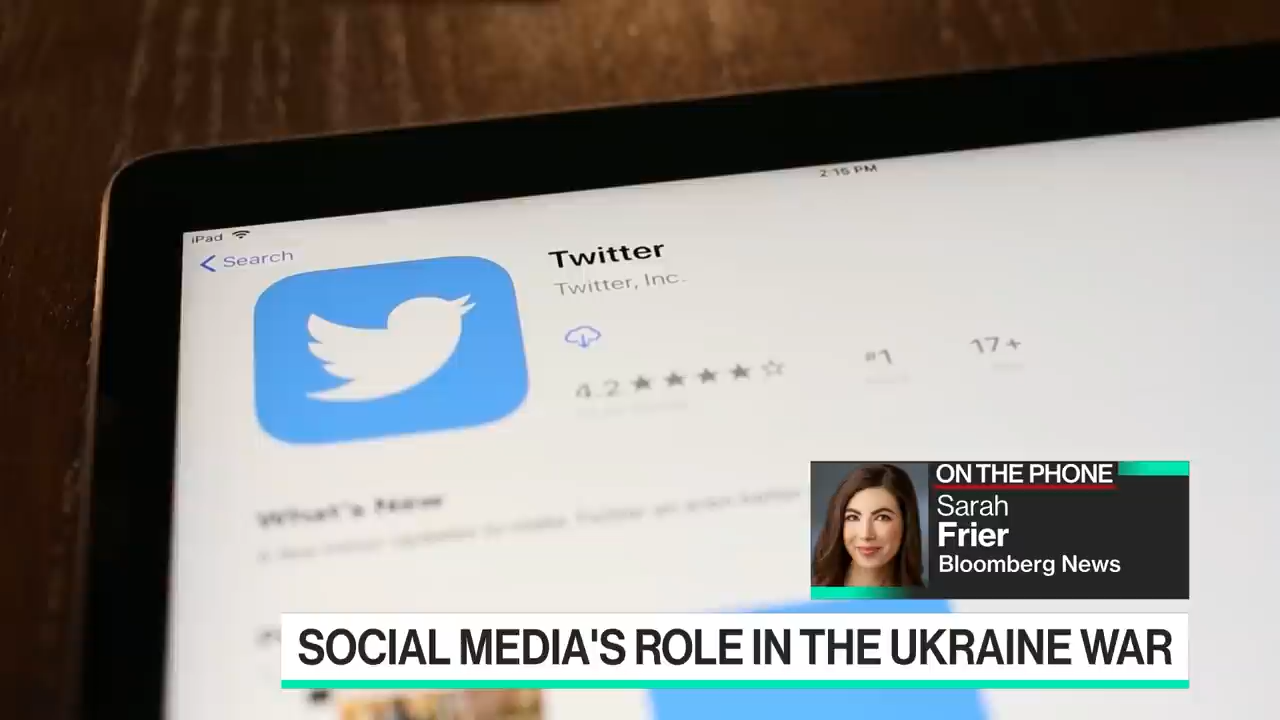 2:15 PM
iPad
Search
Twitter
Twitter, Inc.
4.2
#1
17+
What's New
ON THE PHONE
Sarah
Frier
Bloomberg News
SOCIAL MEDIA'S ROLE IN THE UKRAINE WAR